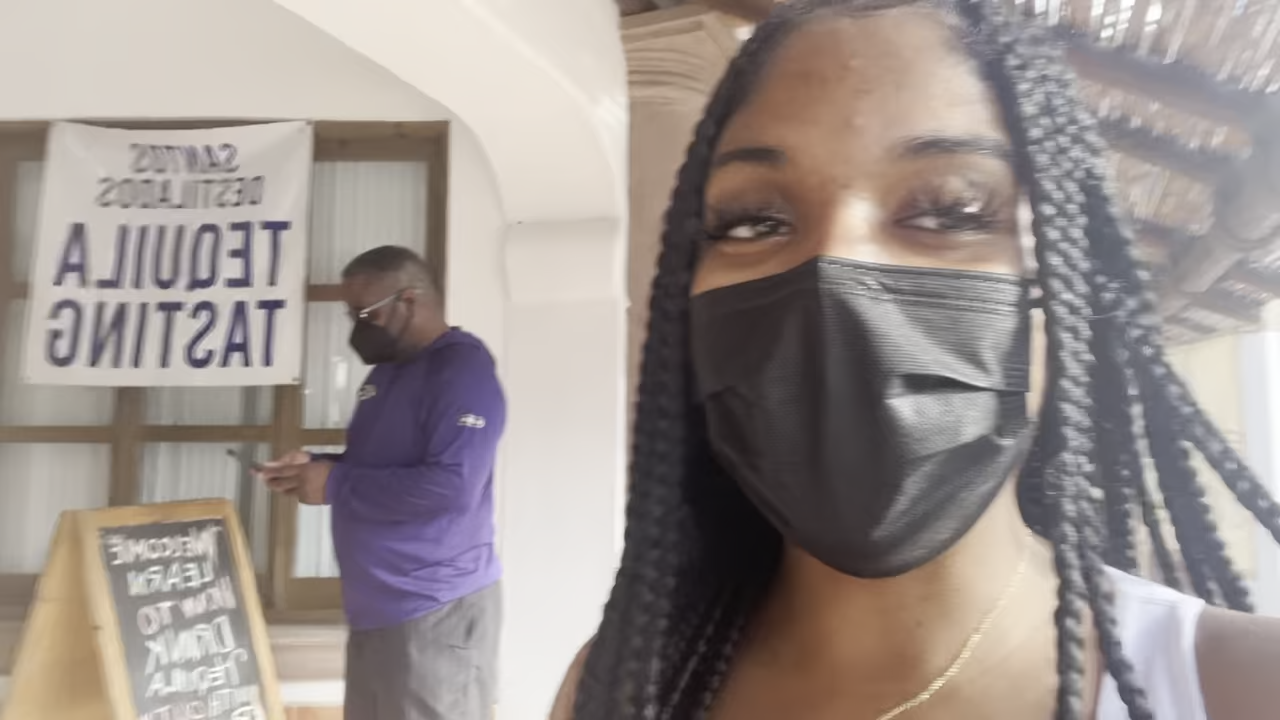 SANTOS
DESTILADOS
TEQUILA
TASTING
WELCOME
LEARN
HOW TO
DRINK
TEQUILA